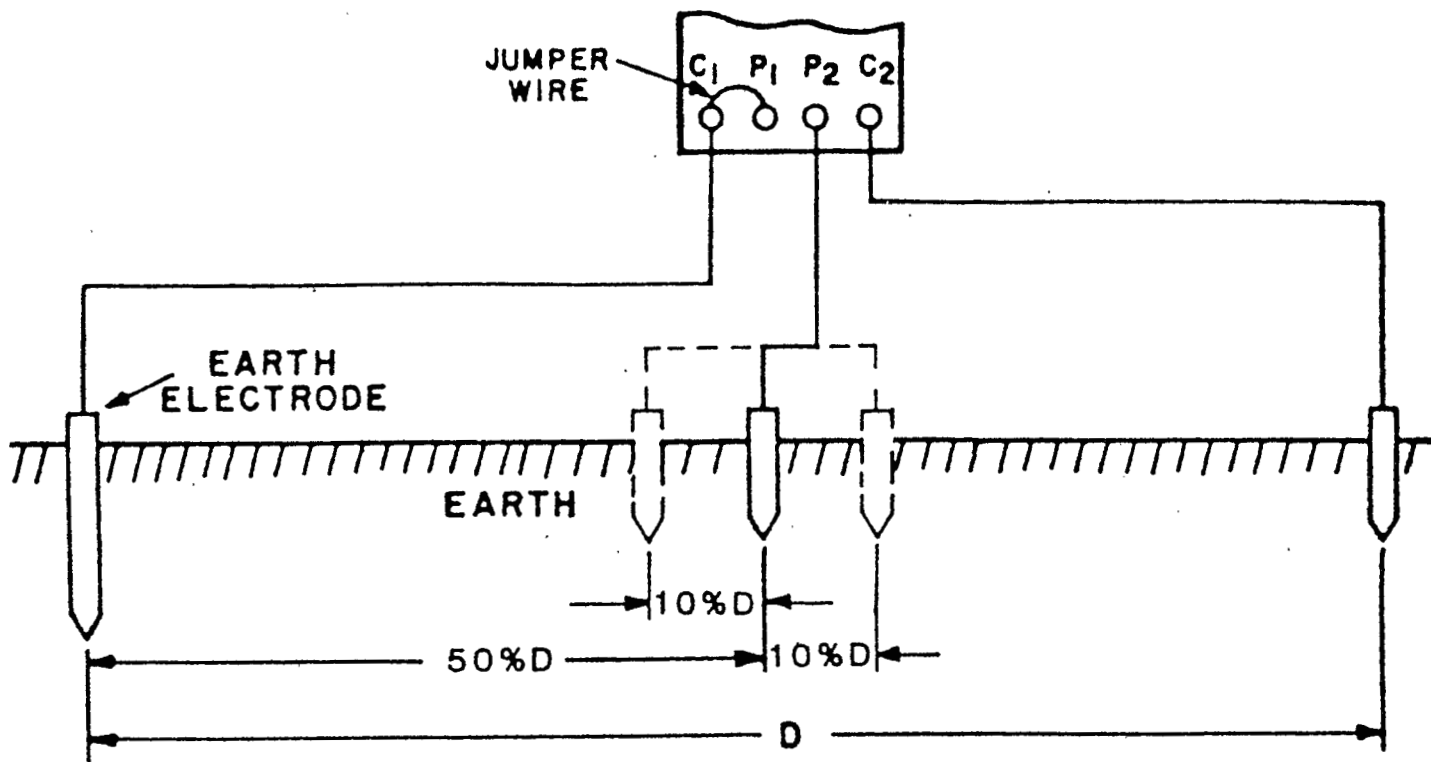 JUMPER
WIRE
C1 P1 P2 C2
EARTH
ELECTRODE
EARTH
10%D
50%D
10%D
D